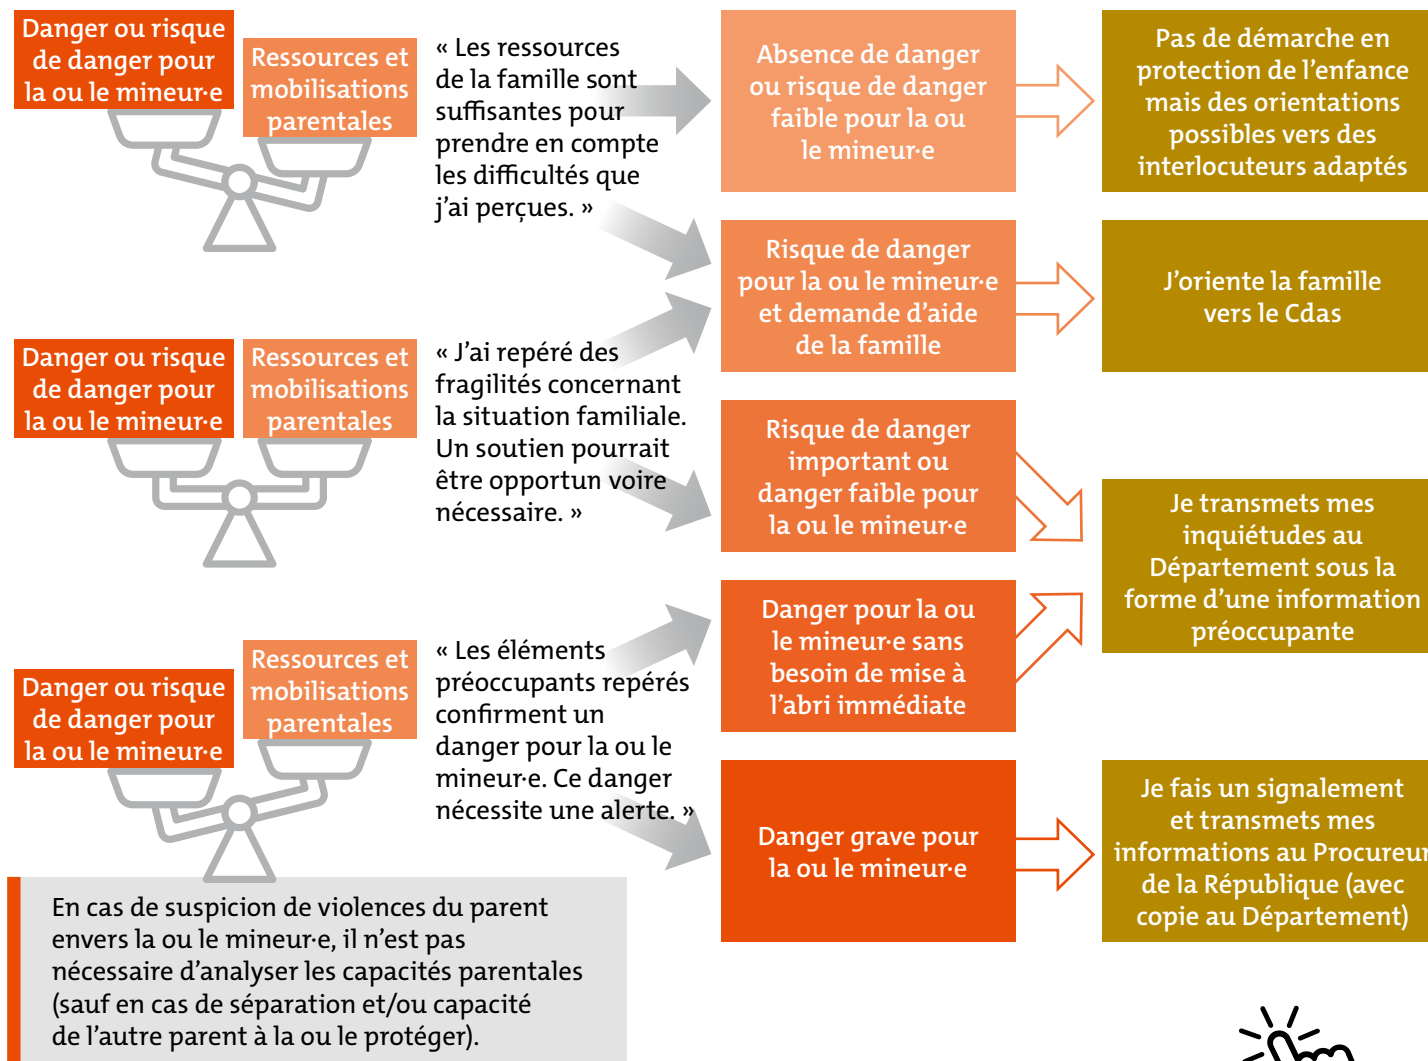 Danger ou risque
de danger pour
la ou le mineur·e
Ressources et
mobilisations
parentales
« Les ressources
de la famille sont
suffisantes pour
prendre en compte
les difficultés que
j’ai perçues. »
Absence de danger
ou risque de danger
faible pour la ou
le mineur·e
Pas de démarche en
protection de l’enfance
mais des orientations
possibles vers des
interlocuteurs adaptés
Risque de danger
pour la ou le mineur·e
et demande d’aide
de la famille
J’oriente la famille
vers le Cdas
Danger ou risque
de danger pour
la ou le mineur·e
Ressources et
mobilisations
parentales
« J’ai repéré des
fragilités concernant
la situation familiale.
Un soutien pourrait
être opportun voire
nécessaire. »
Risque de danger
important ou
danger faible pour
la ou le mineur·e
Je transmets mes
inquiétudes au
Département sous la
forme d’une information
préoccupante
Danger pour la ou
le mineur·e sans
besoin de mise à
l’abri immédiate
Danger ou risque
de danger pour
la ou le mineur·e
Ressources et
mobilisations
parentales
« Les éléments
préoccupants repérés
confirment un
danger pour la ou le
mineur·e. Ce danger
nécessite une alerte. »
Danger grave pour
la ou le mineur·e
Je fais un signalement
et transmets mes
informations au Procureur
de la République (avec
copie au Département)
En cas de suspicion de violences du parent
envers la ou le mineur·e, il n’est pas
nécessaire d’analyser les capacités parentales
(sauf en cas de séparation et/ou capacité
de l’autre parent à la ou le protéger).